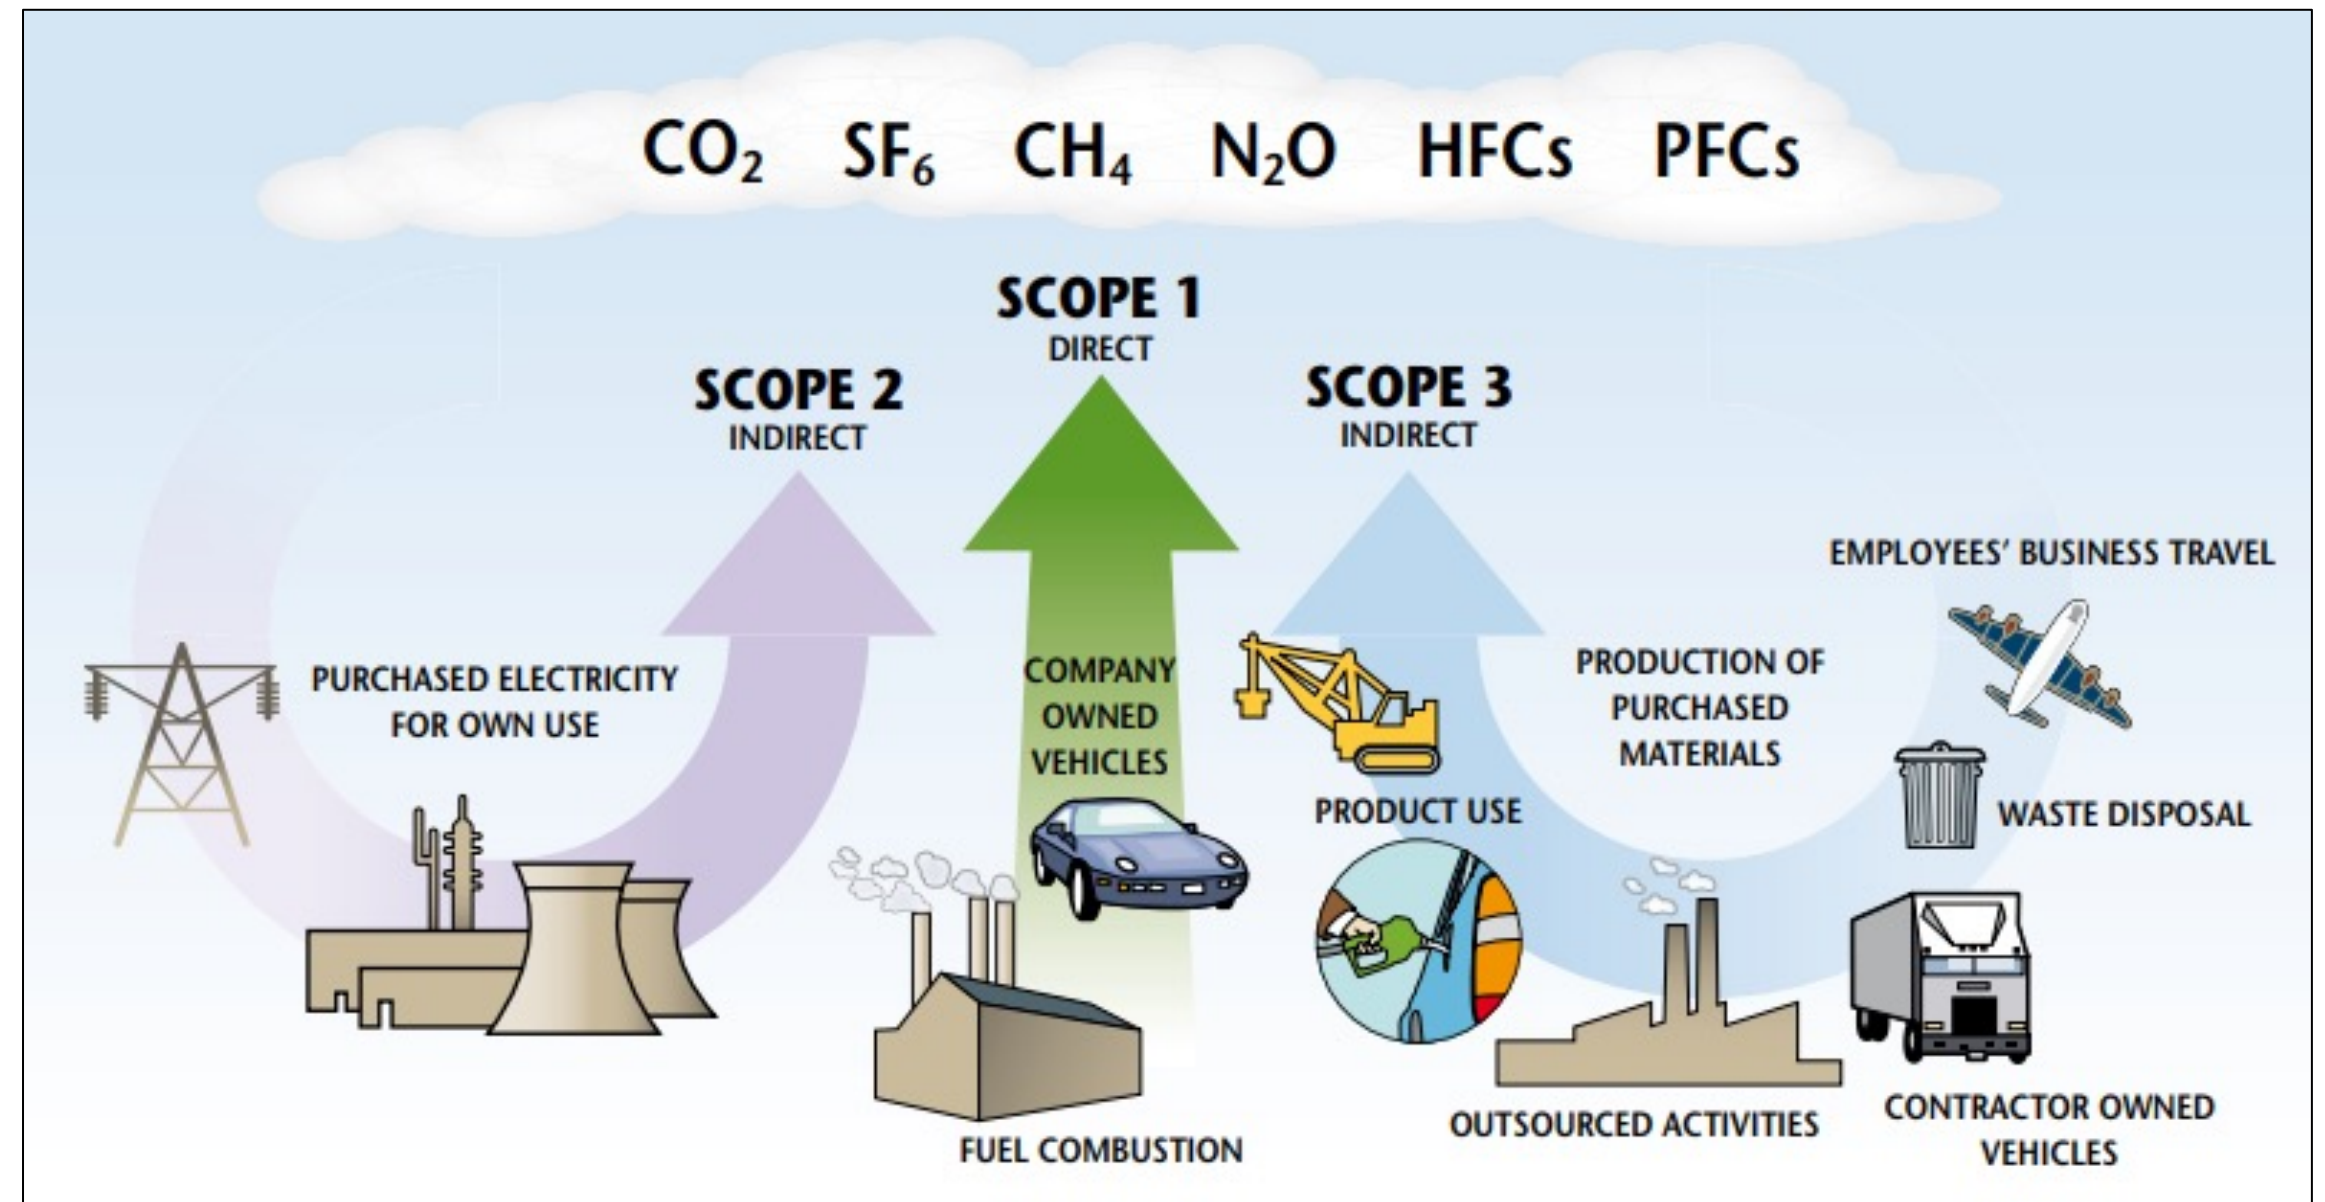 CO₂ SF₆ CH₄ N₂O HFCs PFCs
SCOPE 1
DIRECT
SCOPE 2
INDIRECT
SCOPE 3
INDIRECT
PURCHASED ELECTRICITY
FOR OWN USE
COMPANY
OWNED
VEHICLES
FUEL COMBUSTION
PRODUCT USE
PRODUCTION OF
PURCHASED
MATERIALS
EMPLOYEES’ BUSINESS TRAVEL
WASTE DISPOSAL
OUTSOURCED ACTIVITIES
CONTRACTOR OWNED
VEHICLES